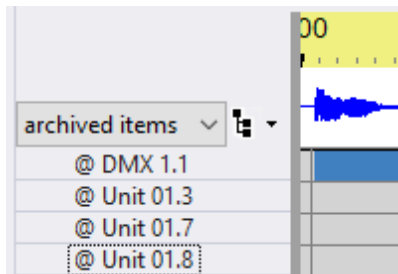 00
archived items
@ DMX 1.1
@ Unit 01.3
@ Unit 01.7
@ Unit 01.8